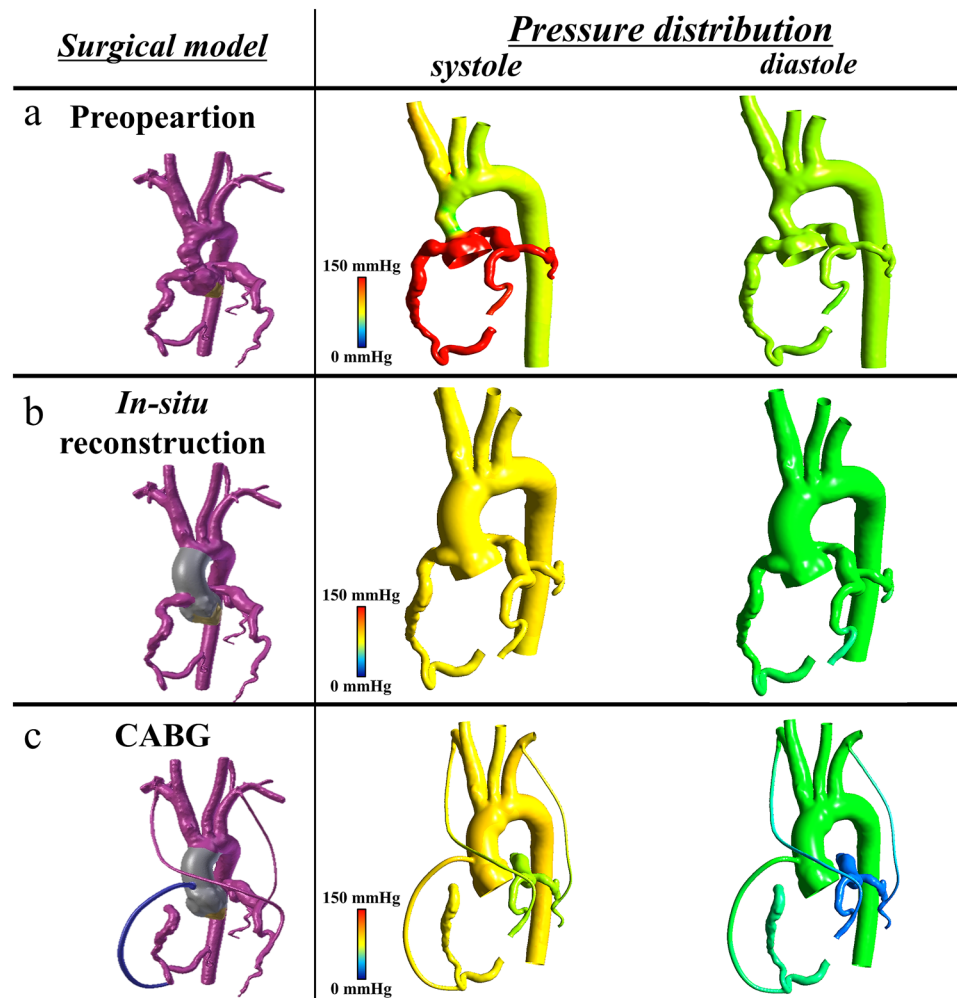 Surgical model
Pressure distribution
systole
diastole
a
Preopeartion
150 mmHg
0 mmHg
b
In-situ
reconstruction
150 mmHg
0 mmHg
c
CABG
150 mmHg
0 mmHg